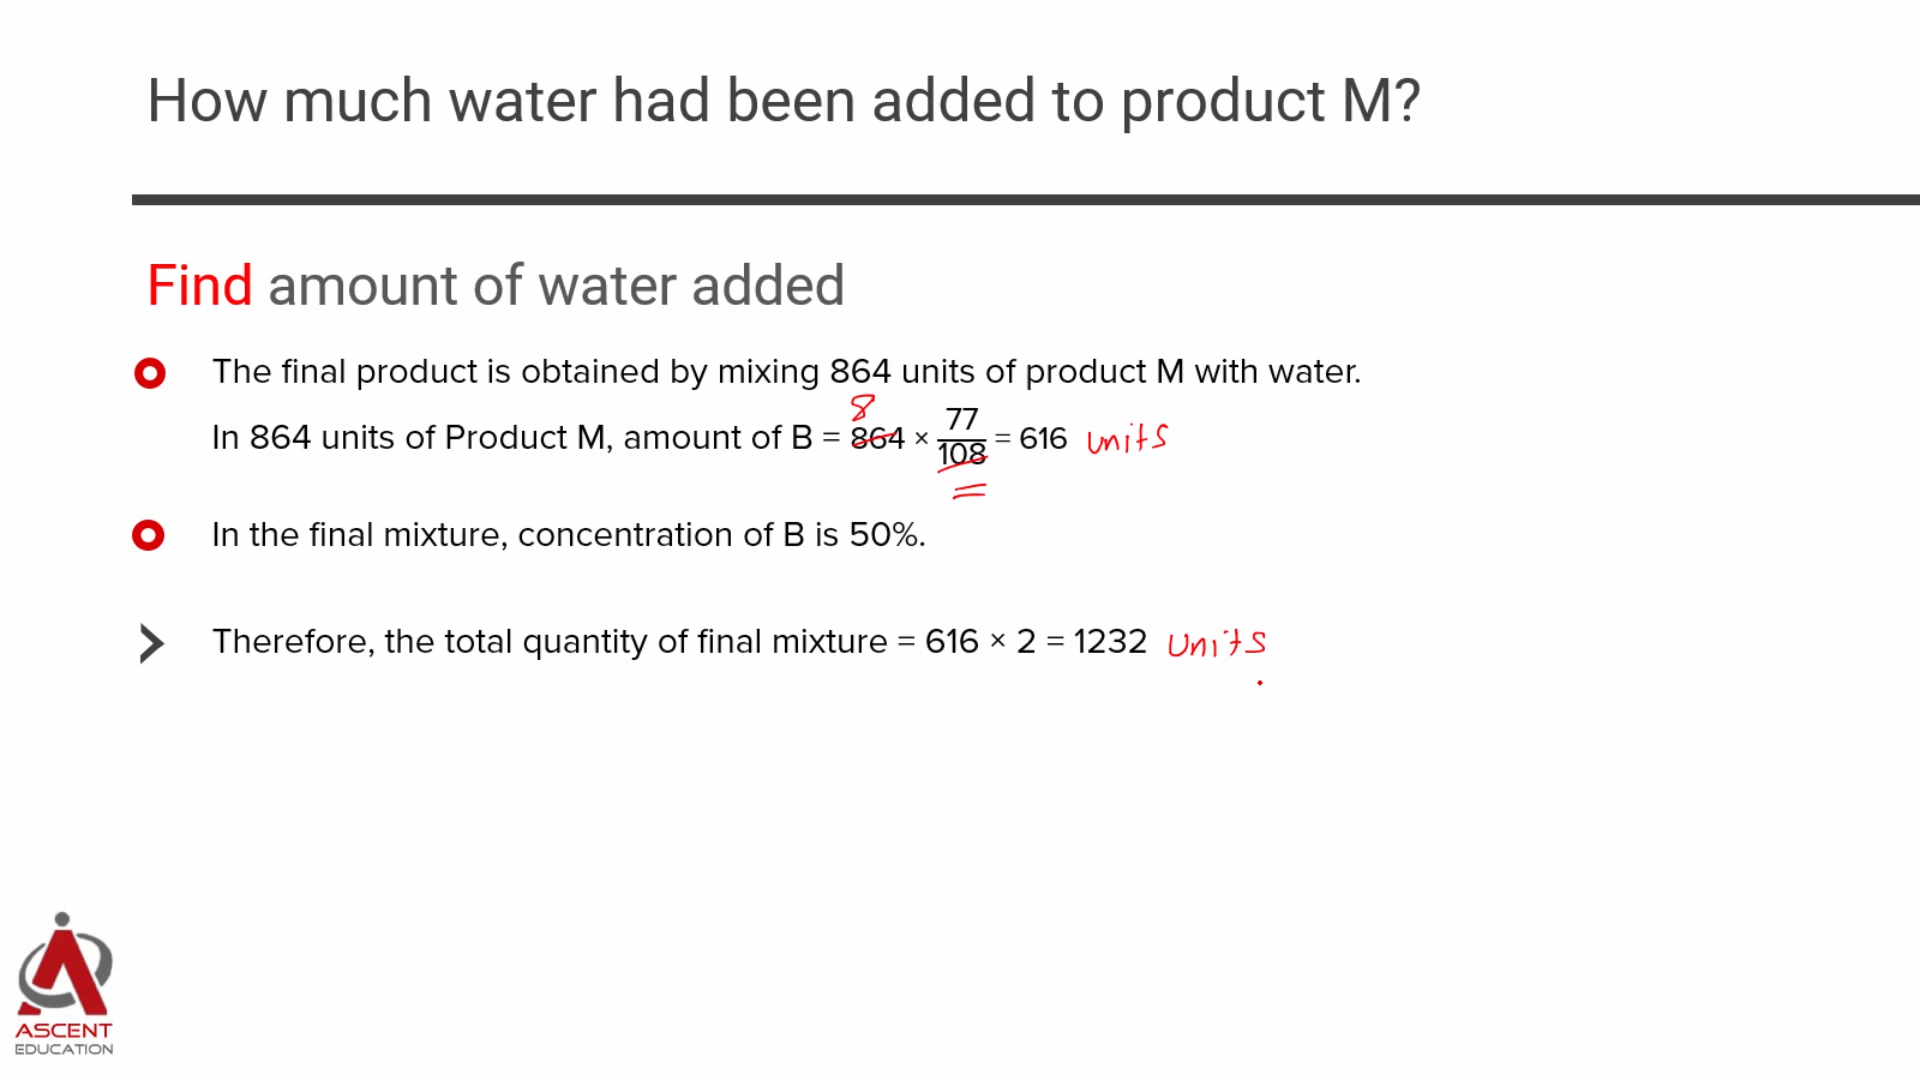 How much water had been added to product M?
Find amount of water added
The final product is obtained by mixing 864 units of product M with water.
8
In 864 units of Product M, amount of B = 864 × 77/108 = 616 units
In the final mixture, concentration of B is 50%.
Therefore, the total quantity of final mixture = 616 × 2 = 1232 units
ASCENT
EDUCATION